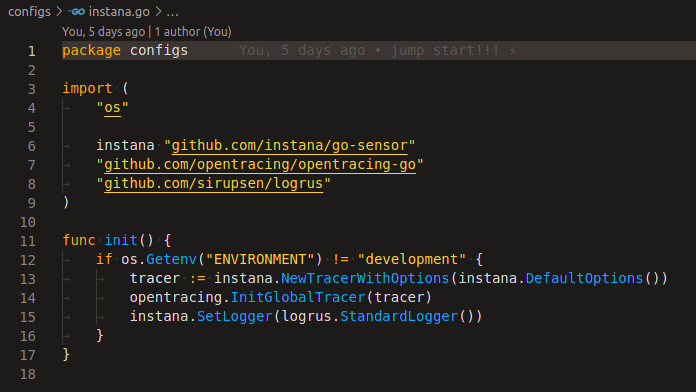 configs > GO instana.go > ...
You, 5 days ago | 1 author (You)
1 package configs You, 5 days ago • jump start!!! ⚡
2
3 import (
4 "os"
5
6 instana "github.com/instana/go-sensor"
7 "github.com/opentracing/opentracing-go"
8 "github.com/sirupsen/logrus"
9 )
10
11 func init() {
12 if os.Getenv("ENVIRONMENT") != "development" {
13 tracer := instana.NewTracerWithOptions(instana.DefaultOptions())
14 opentracing.InitGlobalTracer(tracer)
15 instana.SetLogger(logrus.StandardLogger())
16 }
17 }
18